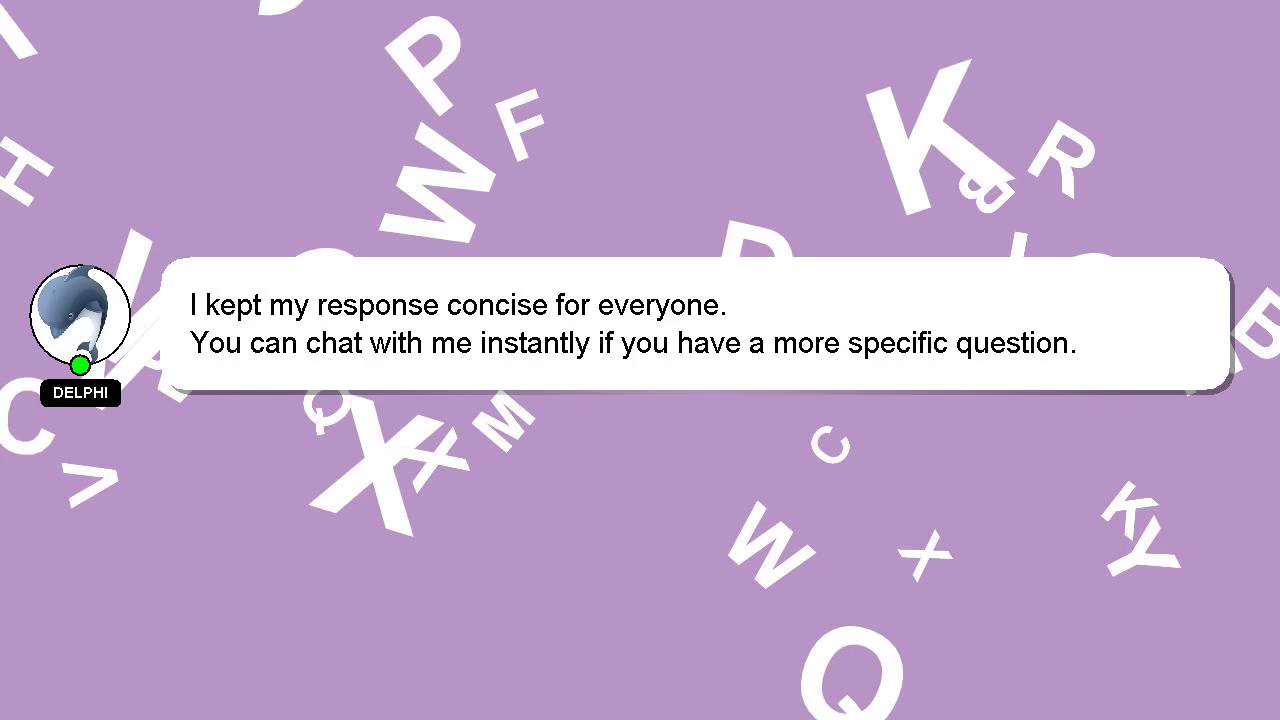 I kept my response concise for everyone.
You can chat with me instantly if you have a more specific question.
DELPHI